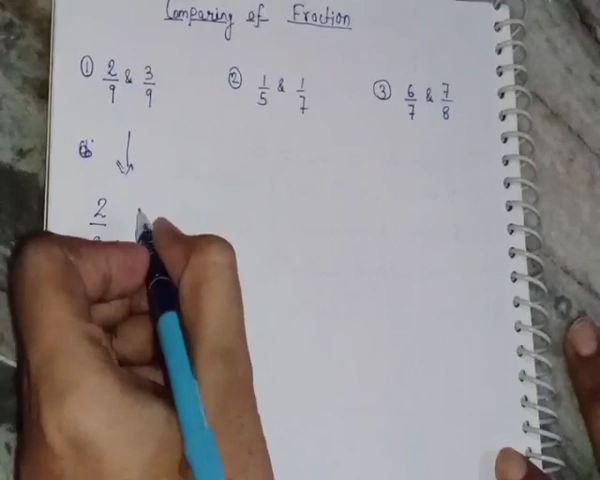 Comparing of Fraction
① 2/9 & 3/9 ② 1/5 & 1/7 ③ 6/7 & 7/8
2